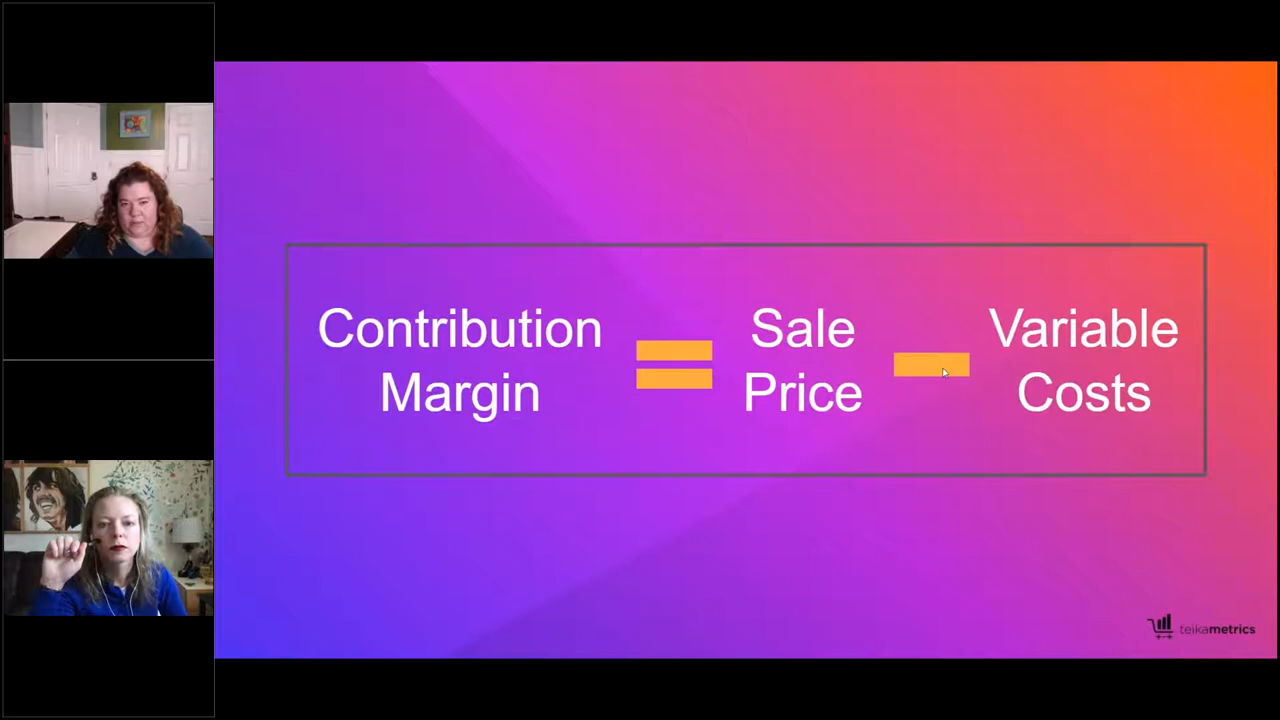 Contribution
Margin
=
Sale
Price
-
Variable
Costs
teikametrics